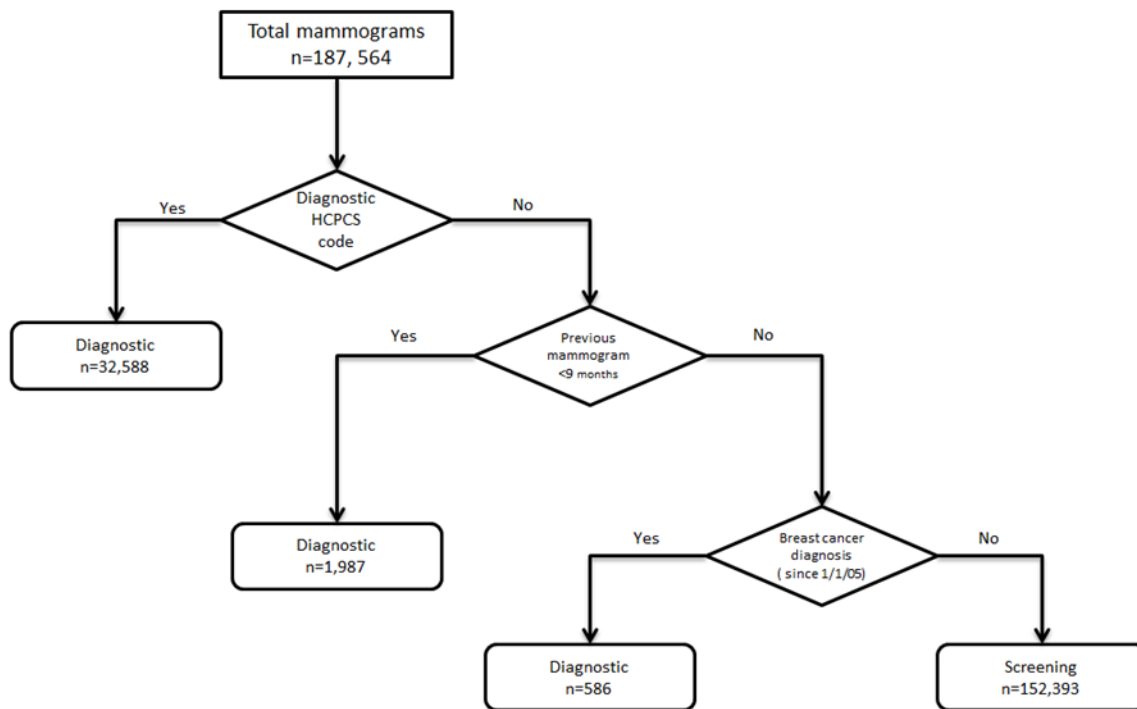 Total mammograms
n=187, 564
Diagnostic
HCPCS
code
Yes
No
Diagnostic
n=32,588
Previous
mammogram
<9 months
Yes
No
Diagnostic
n=1,987
Breast cancer
diagnosis
( since 1/1/05)
Yes
No
Diagnostic
n=586
Screening
n=152,393